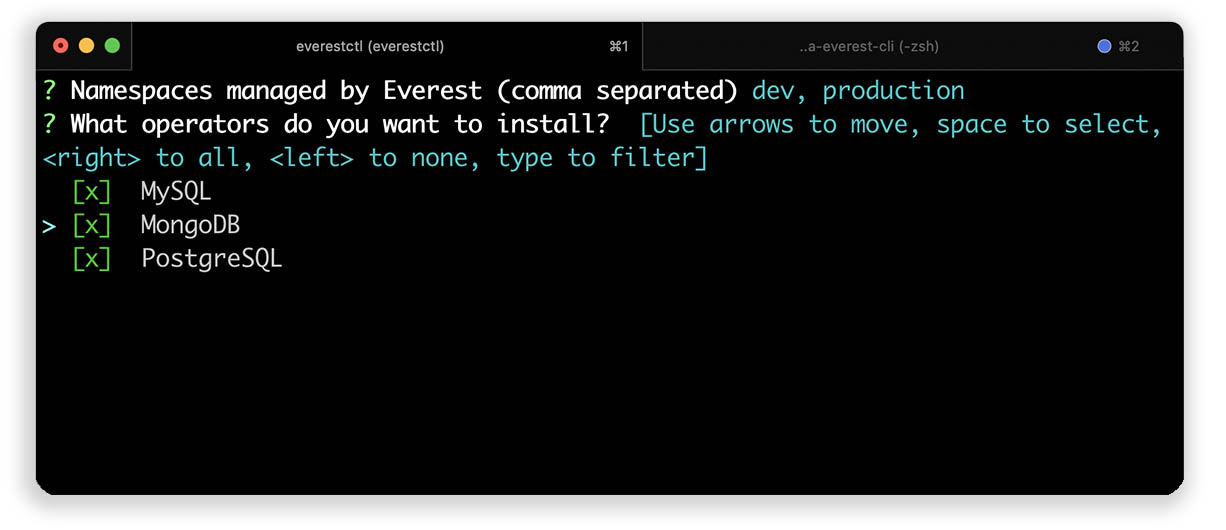 everestctl (everestctl) ⌘1 ..a-everest-cli (-zsh) ⌘2
? Namespaces managed by Everest (comma separated) dev, production
? What operators do you want to install?  [Use arrows to move, space to select,
<right> to all, <left> to none, type to filter]
[x] MySQL
> [x] MongoDB
[x] PostgreSQL